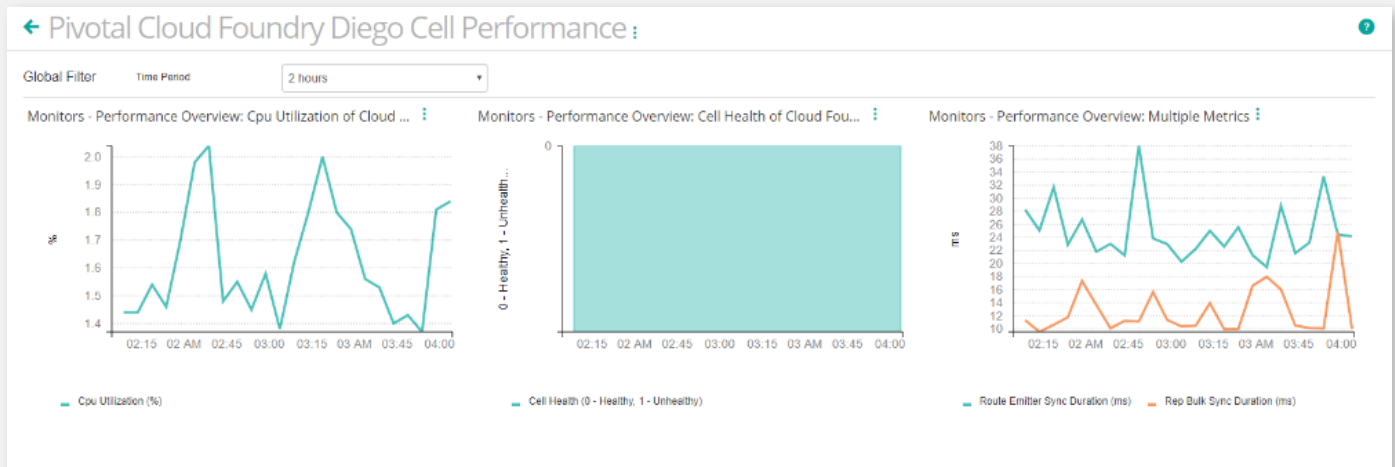 Pivotal Cloud Foundry Diego Cell Performance
?
Global Filter Time Period 2 hours
Monitors - Performance Overview: Cpu Utilization of Cloud ...
2.0
1.9
1.8
1.7
1.6
1.5
1.4
%
02:15 02 AM 02:45 03:00 03:15 03 AM 03:45 04:00
Cpu Utilization (%)
Monitors - Performance Overview: Cell Health of Cloud Fou...
0
0 - Healthy, 1 - Unhealth...
02:15 02 AM 02:45 03:00 03:15 03 AM 03:45 04:00
Cell Health (0 - Healthy, 1 - Unhealthy)
Monitors - Performance Overview: Multiple Metrics
38
36
34
32
30
28
26
24
22
20
18
16
14
12
10
ms
02:15 02 AM 02:45 03:00 03:15 03 AM 03:45 04:00
Route Emitter Sync Duration (ms) Rep Bulk Sync Duration (ms)